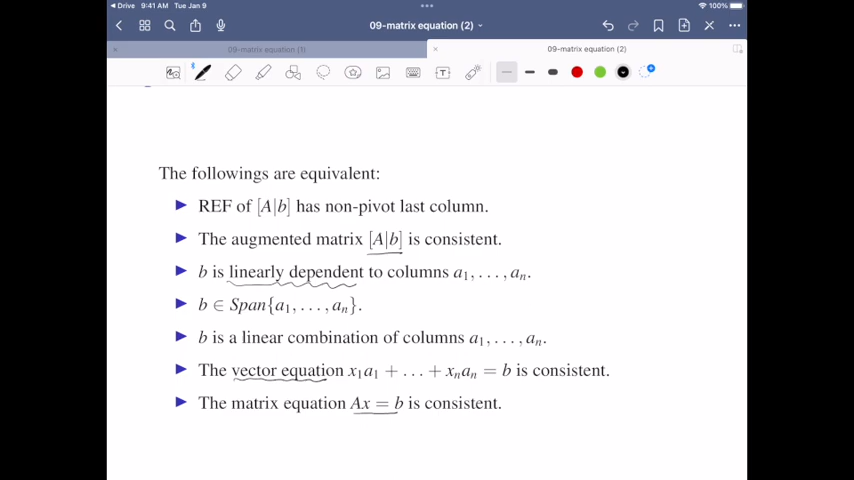 ◀ Drive 9:41 AM Tue Jan 9
100%
09-matrix equation (2)
09-matrix equation (1)
09-matrix equation (2)
The followings are equivalent:
▶ REF of [A|b] has non-pivot last column.
▶ The augmented matrix [A|b] is consistent.
▶ b is linearly dependent to columns a₁, . . . , aₙ.
▶ b ∈ Span{a₁, . . . , aₙ}.
▶ b is a linear combination of columns a₁, . . . , aₙ.
▶ The vector equation x₁a₁ + . . . + xₙaₙ = b is consistent.
▶ The matrix equation Ax = b is consistent.